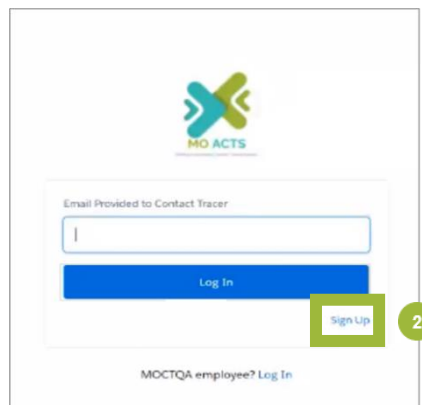 MO ACTS
Email Provided to Contact Tracer
Log In
Sign Up
2
MOCTQA employee? Log In